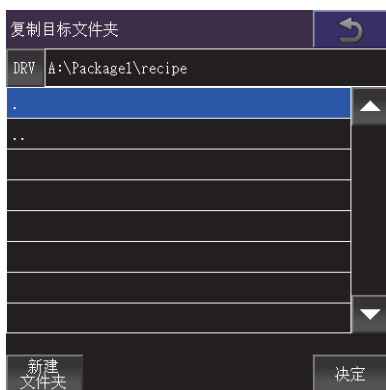 复制目标文件夹
DRV A:\Package1\recipe
.
..
新建
文件夹
决定